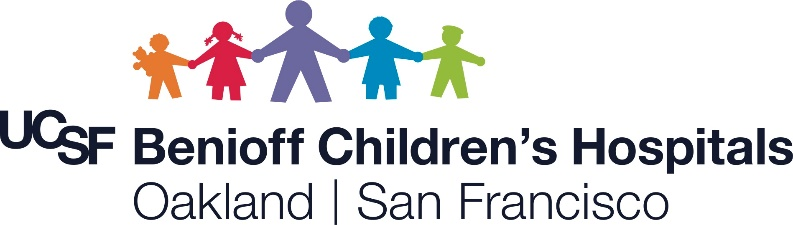 UCSF Benioff Children's Hospitals
Oakland | San Francisco